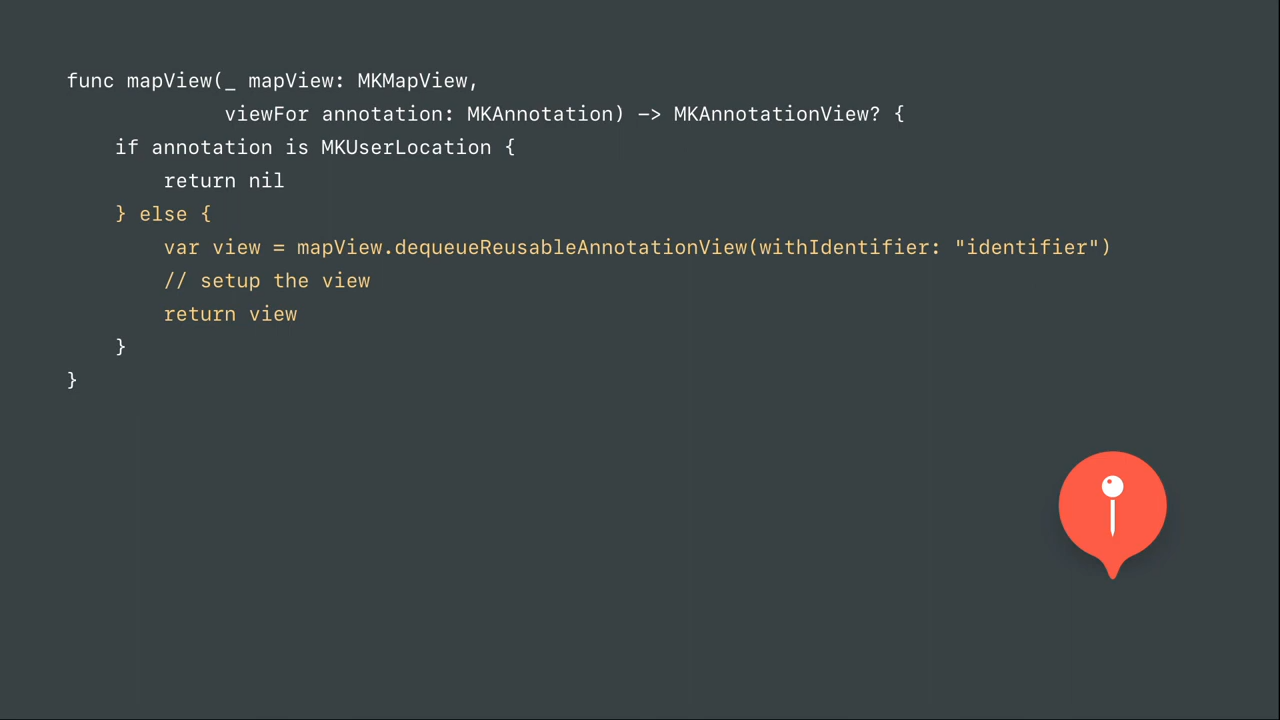 func mapView(_ mapView: MKMapView,
             viewFor annotation: MKAnnotation) -> MKAnnotationView? {
    if annotation is MKUserLocation {
        return nil
    } else {
        var view = mapView.dequeueReusableAnnotationView(withIdentifier: "identifier")
        // setup the view
        return view
    }
}